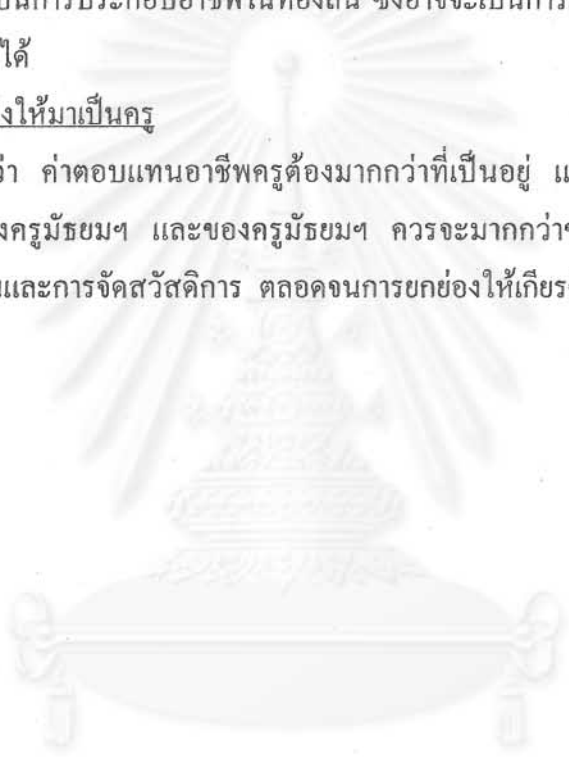 เป็นการประกอบอาชีพในท้องถิ่น ซึ่งอาจจะเป็นการ
ได้
ให้มาเป็นครู
ว่า ค่าตอบแทนอาชีพครูต้องมากกว่าที่เป็นอยู่
งครูมัธยมฯ และของครูมัธยมฯ ควรจะมากกว่า
และการจัดสวัสดิการ ตลอดจนการยกย่องให้เกียร